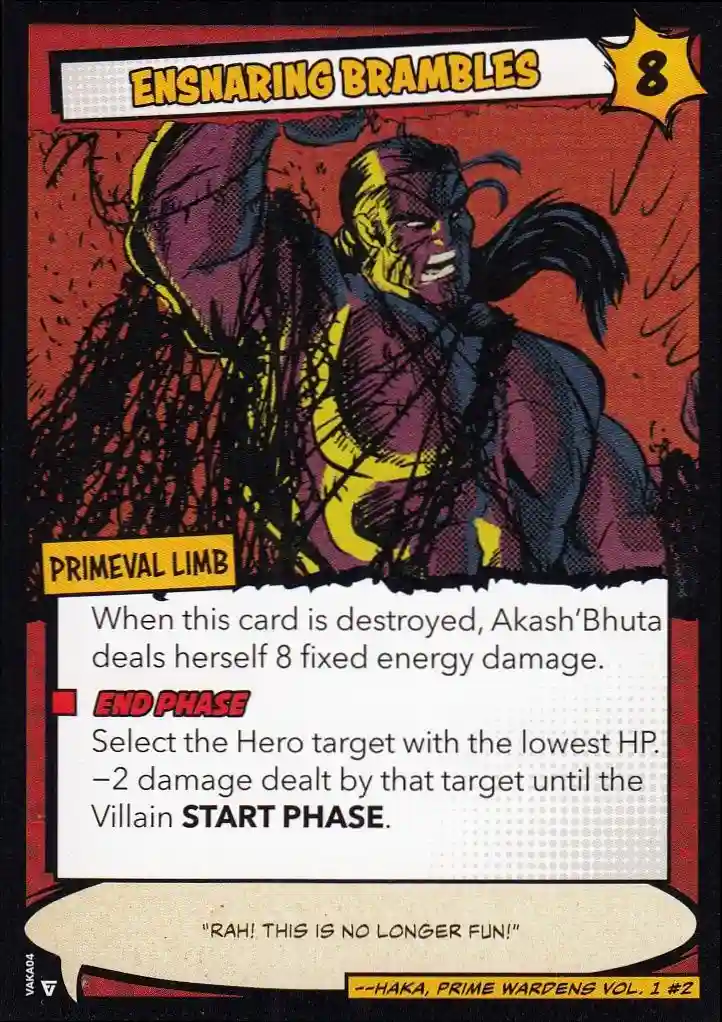 ENSNARING BRAMBLES
8
PRIMEVAL LIMB
When this card is destroyed, Akash'Bhuta
deals herself 8 fixed energy damage.
END PHASE
Select the Hero target with the lowest HP.
−2 damage dealt by that target until the
Villain START PHASE.
"RAH! THIS IS NO LONGER FUN!"
--HAKA, PRIME WARDENS VOL. 1 #2
VAKA04